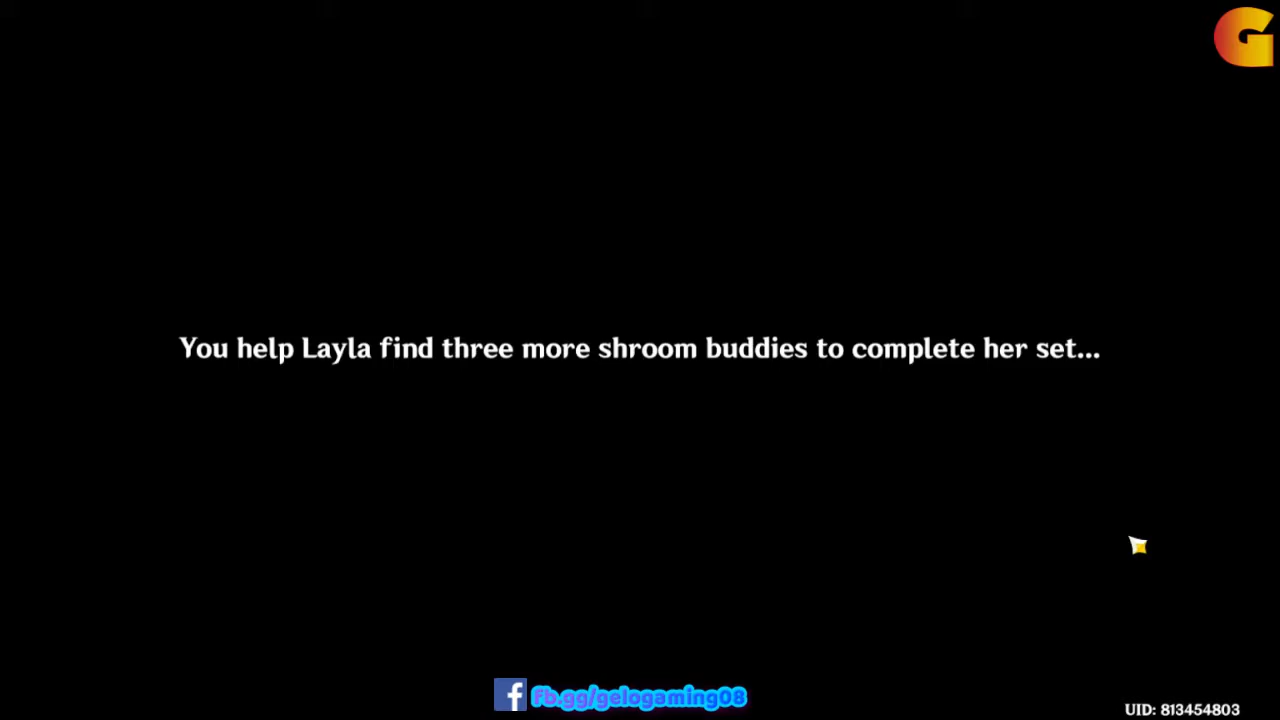 G
You help Layla find three more shroom buddies to complete her set...
f Fb.gg/gelogaming08
UID: 813454803